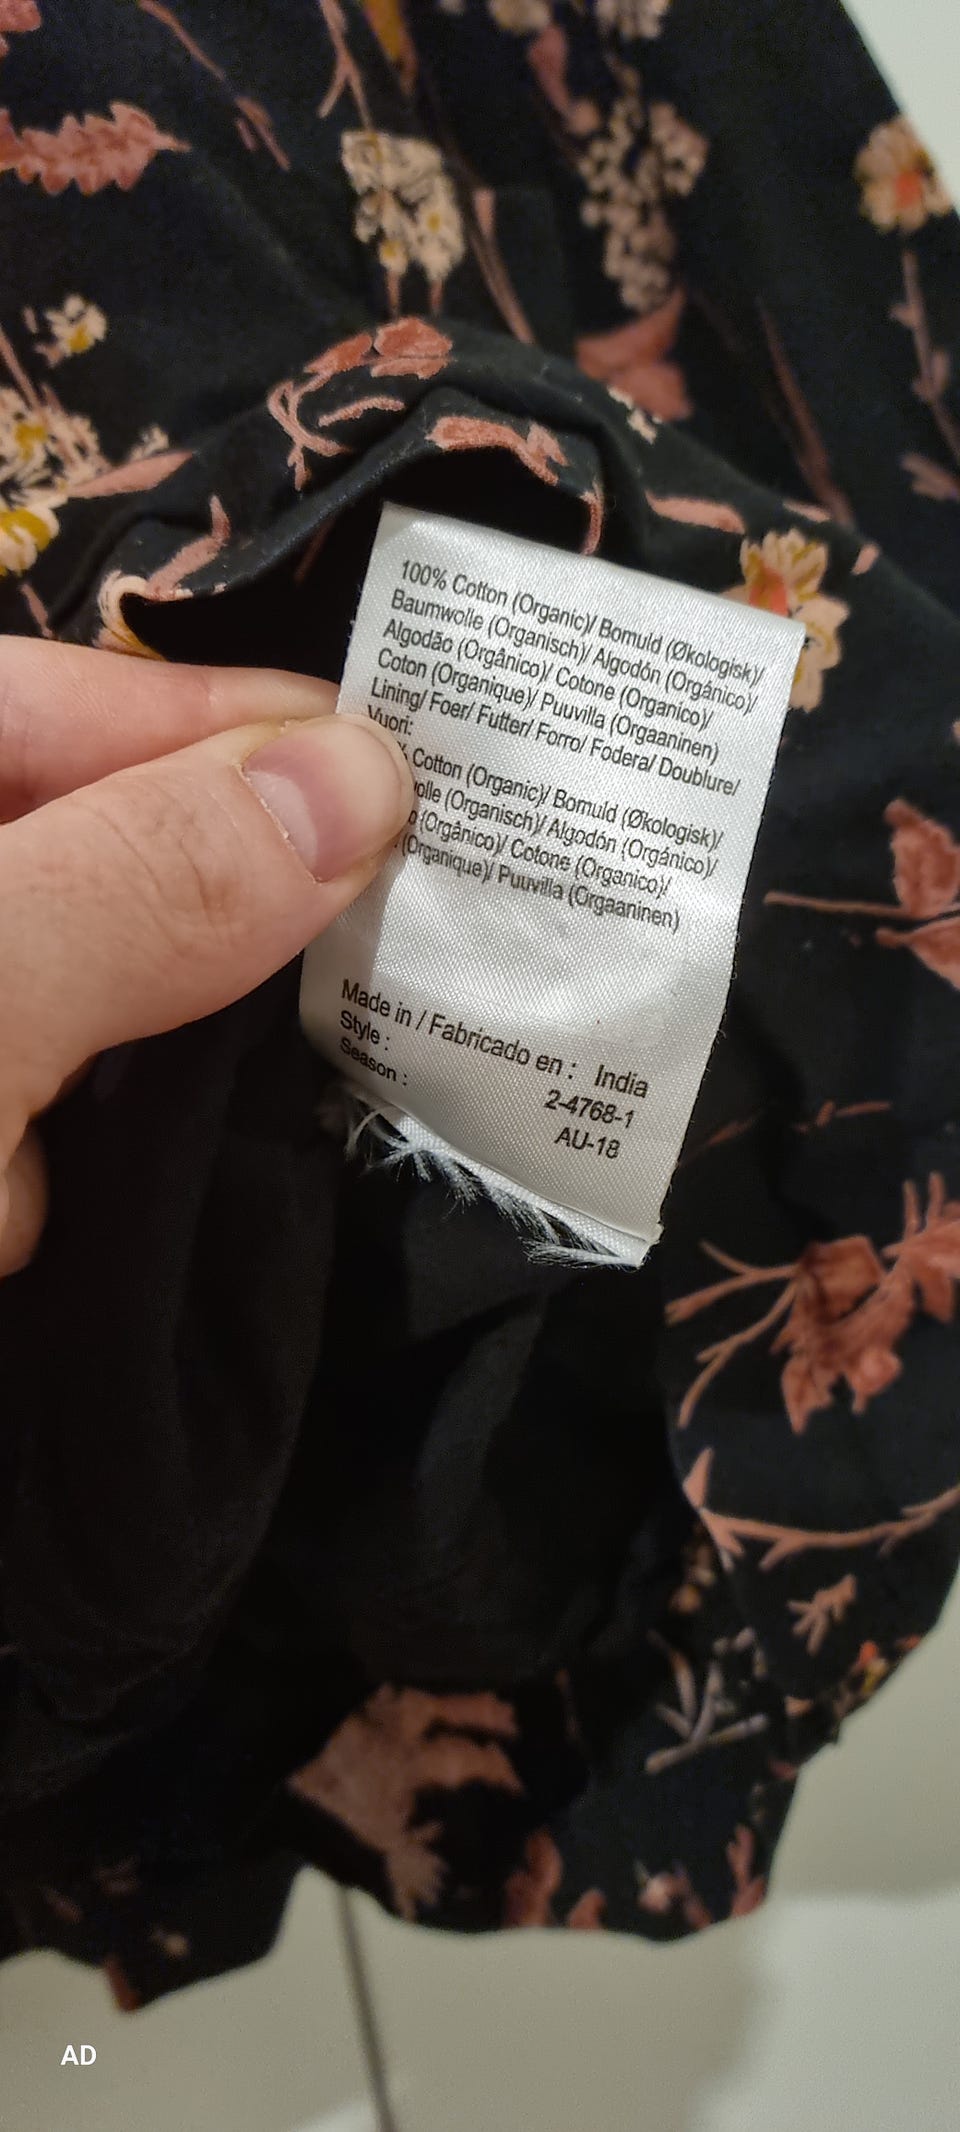 100% Cotton (Organic)/ Bomuld (Økologisk)/
Baumwolle (Organisch)/ Algodón (Orgánico)/
Algodão (Orgânico)/ Cotone (Organico)/
Coton (Organique)/ Puuvilla (Orgaaninen)
Lining/ Foer/ Futter/ Forro/ Fodera/ Doublure/
Vuori:
% Cotton (Organic)/ Bomuld (Økologisk)/
olle (Organisch)/ Algodón (Orgánico)/
o (Orgânico)/ Cotone (Organico)/
(Organique)/ Puuvilla (Orgaaninen)
Made in / Fabricado en : India
Style : 2-4768-1
Season : AU-18
AD